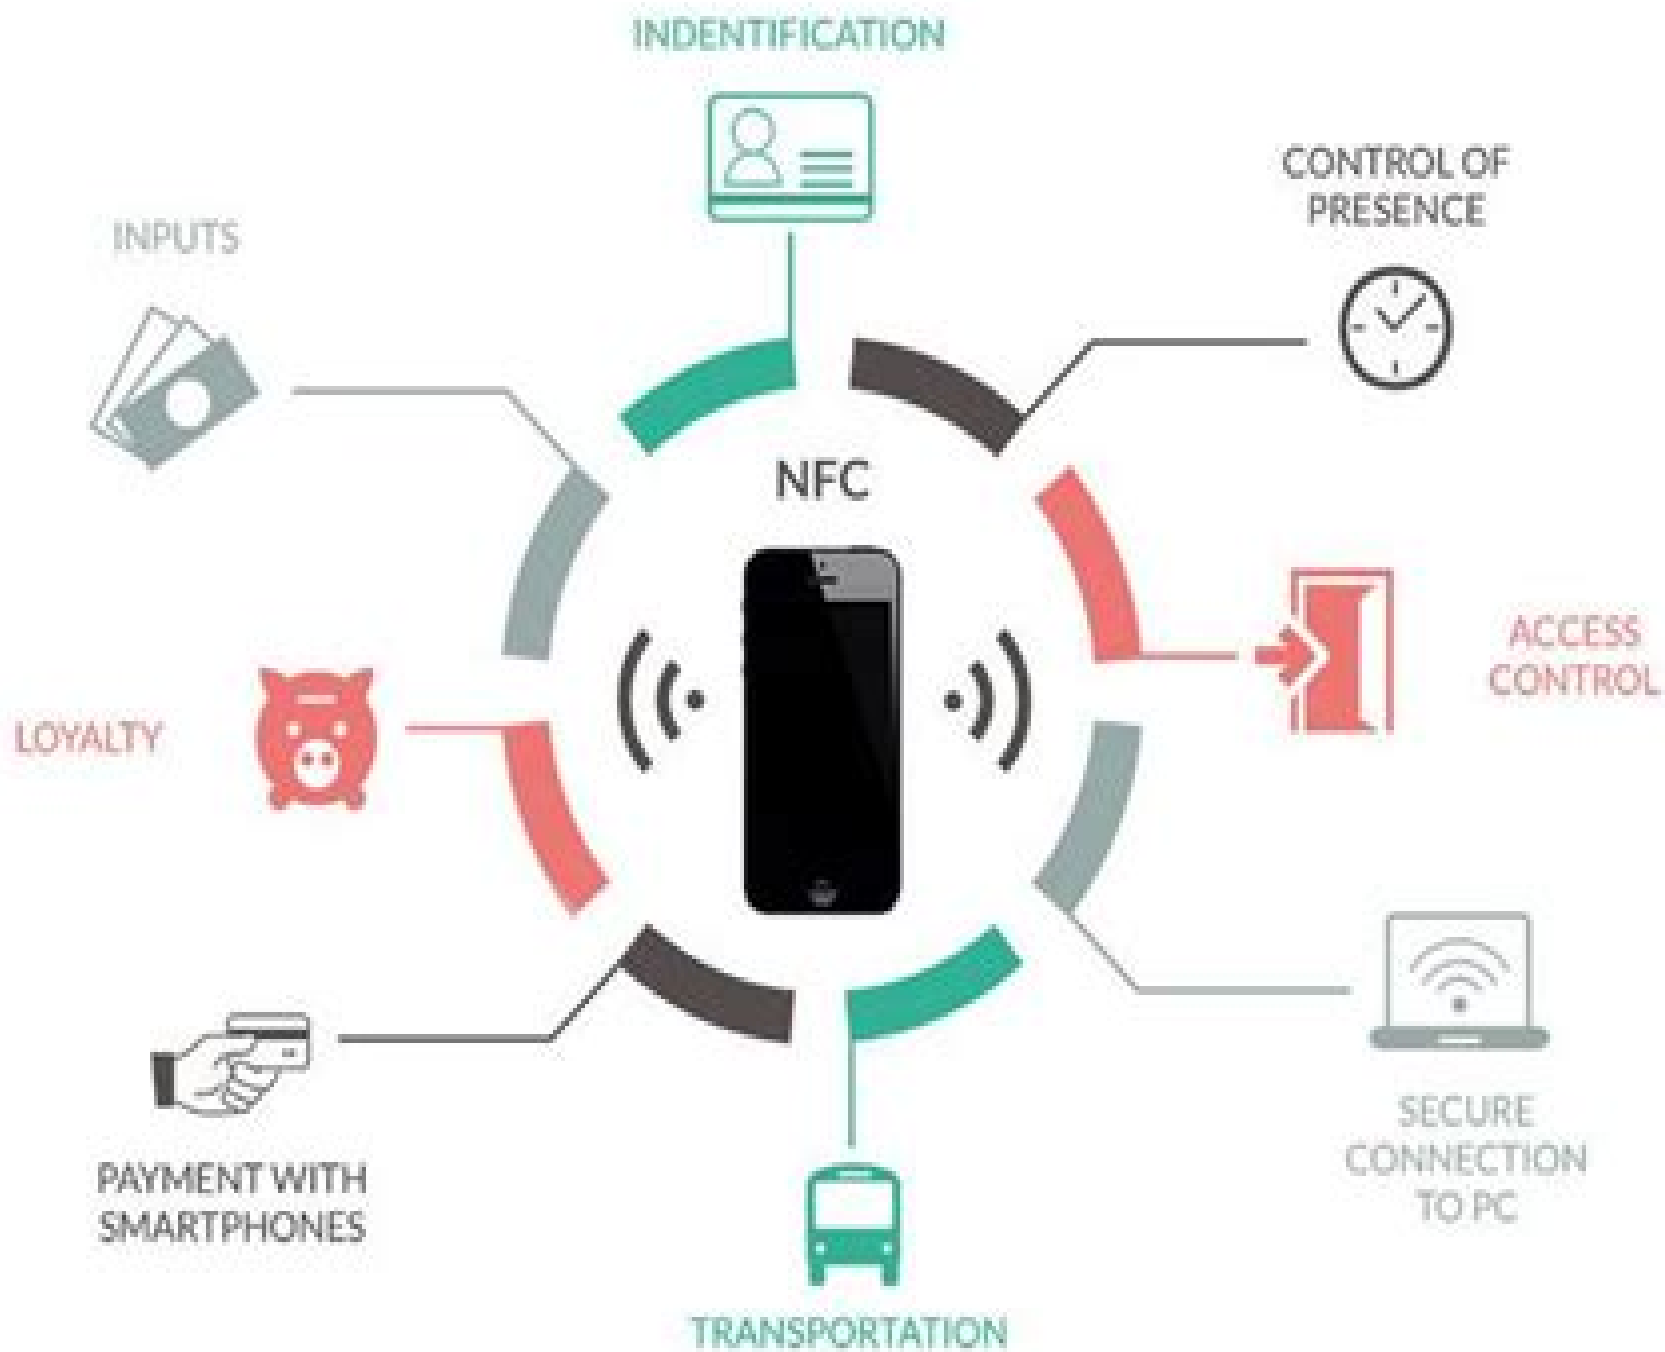 INDENTIFICATION
CONTROL OF
PRESENCE
INPUTS
NFC
ACCESS
CONTROL
LOYALTY
SECURE
CONNECTION
TO PC
PAYMENT WITH
SMARTPHONES
TRANSPORTATION